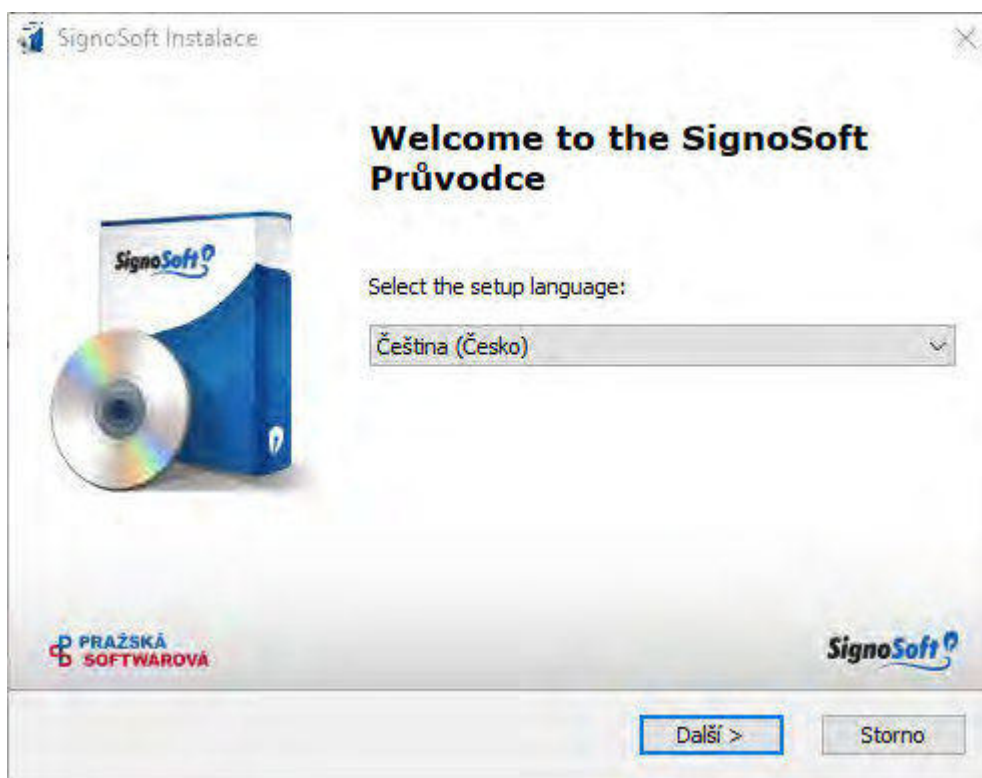 SignoSoft Instalace
Welcome to the SignoSoft
Průvodce
SignoSoft
Select the setup language:
Čeština (Česko)
PRAŽSKÁ
SOFTWAROVÁ
SignoSoft
Další >
Storno